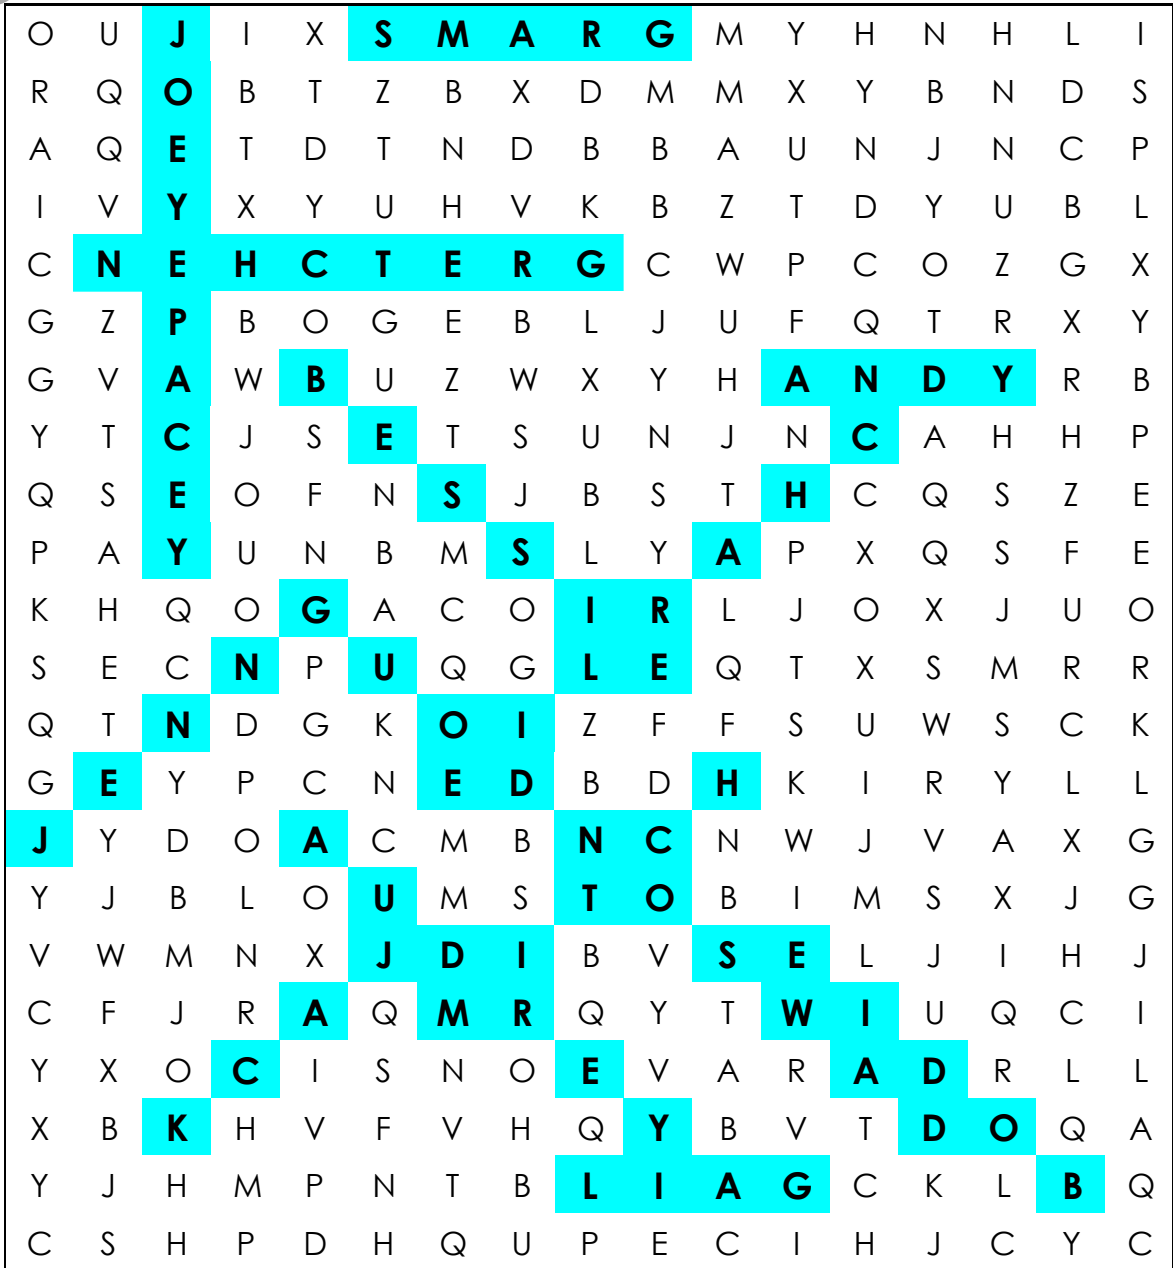 O U J I X S M A R G M Y H N H L I
R Q O B T Z B X D M M X Y B N D S
A Q E T D T N D B B A U N J N C P
I V Y X Y U H V K B Z T D Y U B L
C N E H C T E R G C W P C O Z G X
G Z P B O G E B L J U F Q T R X Y
G V A W B U Z W X Y H A N D Y R B
Y T C J S E T S U N J N C A H H P
Q S E O F N S J B S T H C Q S Z E
P A Y U N B M S L Y A P X Q S F E
K H Q O G A C O I R L J O X J U O
S E C N P U Q G L E Q T X S M R R
Q T N D G K O I Z F F S U W S C K
G E Y P C N E D B D H K I R Y L L
J Y D O A C M B N C N W J V A X G
Y J B L O U M S T O B I M S X J G
V W M N X J D I B V S E L J I H J
C F J R A Q M R Q Y T W I U Q C I
Y X O C I S N O E V A R A D R L L
X B K H V F V H Q Y B V T D O Q A
Y J H M P N T B L I A G C K L B Q
C S H P D H Q U P E C I H J C Y C